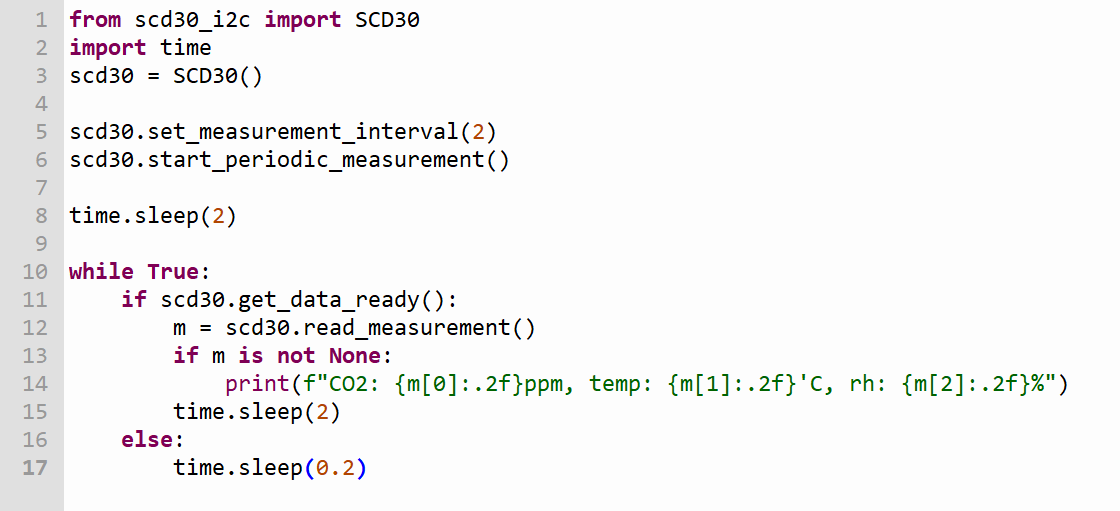 1 from scd30_i2c import SCD30
2 import time
3 scd30 = SCD30()
4
5 scd30.set_measurement_interval(2)
6 scd30.start_periodic_measurement()
7
8 time.sleep(2)
9
10 while True:
11     if scd30.get_data_ready():
12         m = scd30.read_measurement()
13         if m is not None:
14             print(f"CO2: {m[0]:.2f}ppm, temp: {m[1]:.2f}'C, rh: {m[2]:.2f}%")
15         time.sleep(2)
16     else:
17         time.sleep(0.2)